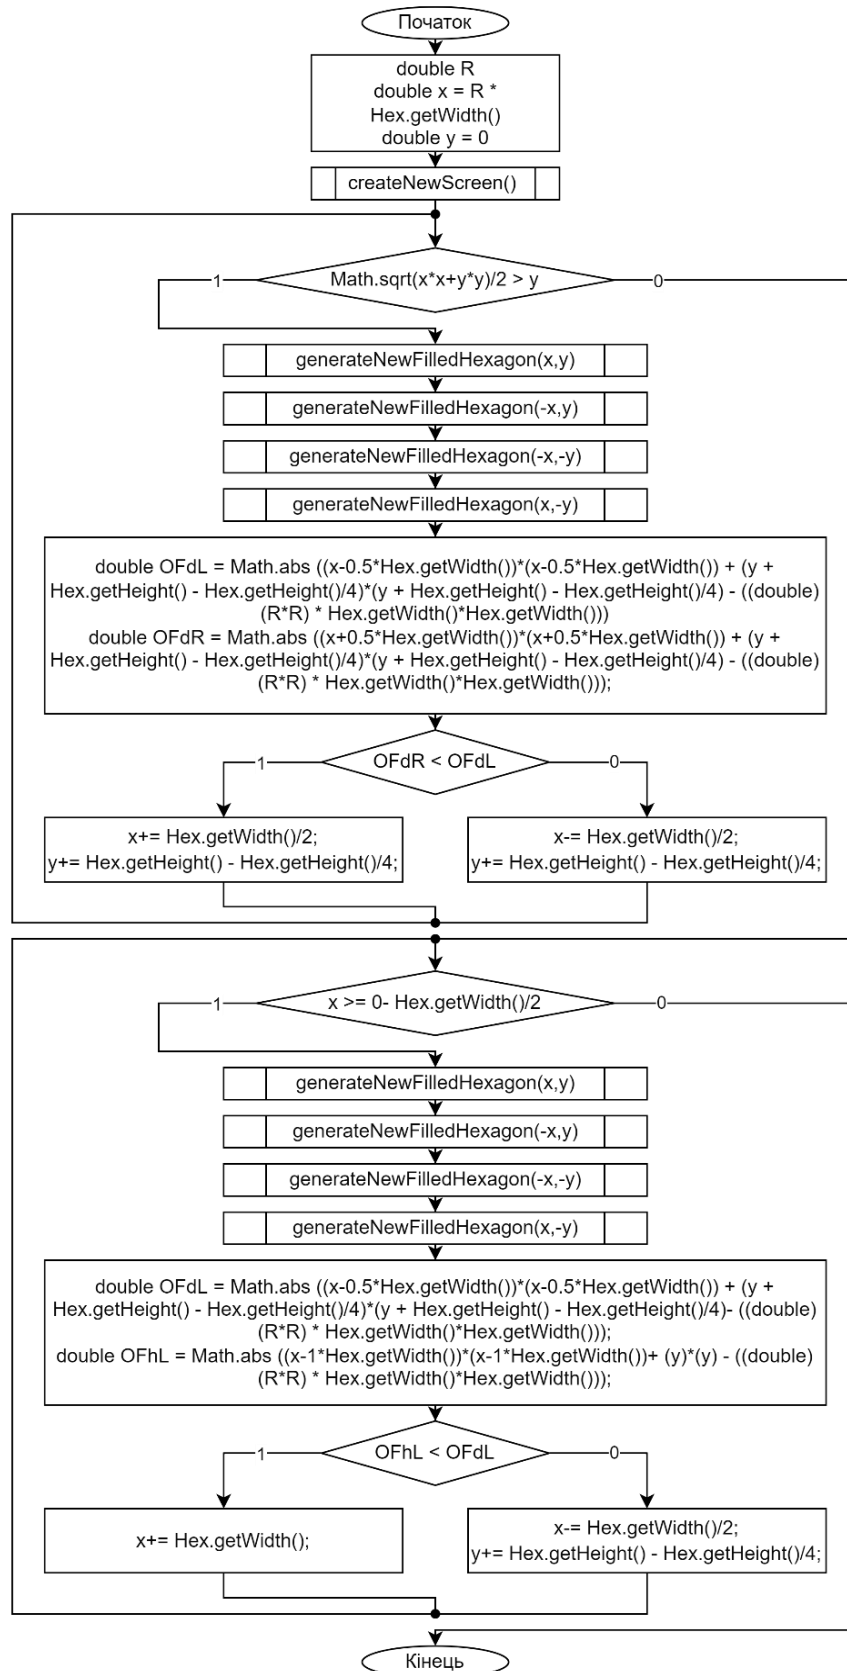 Початок
double R
double x = R *
Hex.getWidth()
double y = 0
createNewScreen()
1
Math.sqrt(x*x+y*y)/2 > y
0
generateNewFilledHexagon(x,y)
generateNewFilledHexagon(-x,y)
generateNewFilledHexagon(-x,-y)
generateNewFilledHexagon(x,-y)
double OFdL = Math.abs ((x-0.5*Hex.getWidth())*(x-0.5*Hex.getWidth()) + (y +
Hex.getHeight() - Hex.getHeight()/4)*(y + Hex.getHeight() - Hex.getHeight()/4) - ((double)
(R*R) * Hex.getWidth()*Hex.getWidth()))
double OFdR = Math.abs ((x+0.5*Hex.getWidth())*(x+0.5*Hex.getWidth()) + (y +
Hex.getHeight() - Hex.getHeight()/4)*(y + Hex.getHeight() - Hex.getHeight()/4) - ((double)
(R*R) * Hex.getWidth()*Hex.getWidth()));
1
OFdR < OFdL
0
x+= Hex.getWidth()/2;
y+= Hex.getHeight() - Hex.getHeight()/4;
x-= Hex.getWidth()/2;
y+= Hex.getHeight() - Hex.getHeight()/4;
1
x >= 0- Hex.getWidth()/2
0
generateNewFilledHexagon(x,y)
generateNewFilledHexagon(-x,y)
generateNewFilledHexagon(-x,-y)
generateNewFilledHexagon(x,-y)
double OFdL = Math.abs ((x-0.5*Hex.getWidth())*(x-0.5*Hex.getWidth()) + (y +
Hex.getHeight() - Hex.getHeight()/4)*(y + Hex.getHeight() - Hex.getHeight()/4)- ((double)
(R*R) * Hex.getWidth()*Hex.getWidth()));
double OFhL = Math.abs ((x-1*Hex.getWidth())*(x-1*Hex.getWidth())+ (y)*(y) - ((double)
(R*R) * Hex.getWidth()*Hex.getWidth()));
1
OFhL < OFdL
0
x+= Hex.getWidth();
x-= Hex.getWidth()/2;
y+= Hex.getHeight() - Hex.getHeight()/4;
Кінець